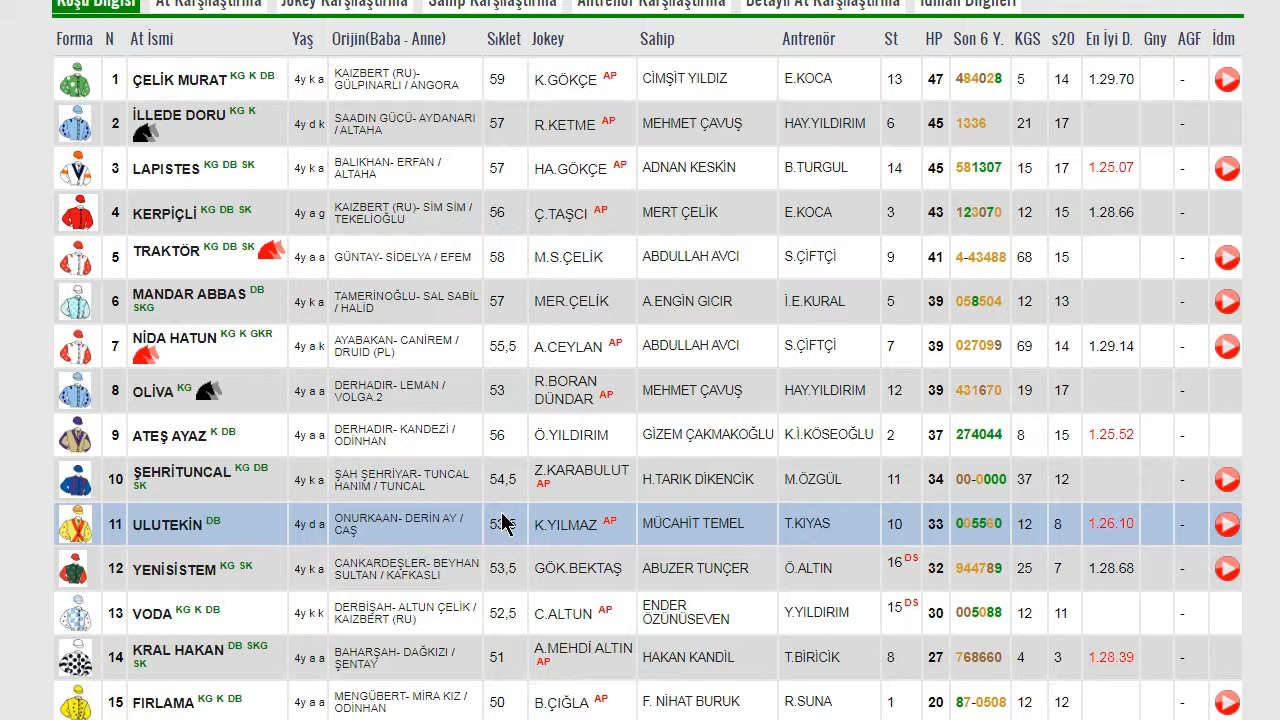 Koşu Bilgisi At Karşılaştırma Jokey Karşılaştırma Sahip Karşılaştırma Antrenör Karşılaştırma Detaylı At Karşılaştırma İdman Bilgileri
Forma N At İsmi Yaş Orijin(Baba - Anne) Sıklet Jokey Sahip Antrenör St HP Son 6 Y. KGS s20 En İyi D. Gny AGF İdm
1 ÇELİK MURAT KG K DB 4y k a KAIZBERT (RU)- GÜLPINARLI / ANGORA 59 K.GÖKÇE AP CİMŞİT YILDIZ E.KOCA 13 47 484028 5 14 1.29.70 -
2 İLLEDE DORU KG K 4y d k SAADIN GÜCÜ- AYDANARI / ALTAHA 57 R.KETME AP MEHMET ÇAVUŞ HAY.YILDIRIM 6 45 1336 21 17 -
3 LAPISTES KG DB SK 4y k a BALIKHAN- ERFAN / ALTAHA 57 HA.GÖKÇE AP ADNAN KESKİN B.TURGUL 14 45 581307 15 17 1.25.07 -
4 KERPİÇLİ KG DB SK 4y a g KAIZBERT (RU)- SİM SİM / TEKELİOĞLU 56 Ç.TAŞCI AP MERT ÇELİK E.KOCA 3 43 123070 12 15 1.28.66 -
5 TRAKTÖR KG DB SK 4y a a GÜNTAY- SİDELYA / EFEM 58 M.S.ÇELİK ABDULLAH AVCI S.ÇİFTÇİ 9 41 4-43488 68 15 -
6 MANDAR ABBAS DB SKG 4y k a TAMERİNOĞLU- SAL SABİL / HALID 57 MER.ÇELİK A.ENGİN GICIR İ.E.KURAL 5 39 058504 12 13 -
7 NİDA HATUN KG K GKR 4y a k AYABAKAN- CANİREM / DRUID (PL) 55,5 A.CEYLAN AP ABDULLAH AVCI S.ÇİFTÇİ 7 39 027099 69 14 1.29.14 -
8 OLİVA KG 4y a a DERHADIR- LEMAN / VOLGA.2 53 R.BORAN DÜNDAR AP MEHMET ÇAVUŞ HAY.YILDIRIM 12 39 431670 19 17 -
9 ATEŞ AYAZ K DB 4y a a DERHADIR- KANDEZİ / ODİNHAN 56 Ö.YILDIRIM GİZEM ÇAKMAKOĞLU K.İ.KÖSEOĞLU 2 37 274044 8 15 1.25.52 -
10 ŞEHRİTUNCAL KG DB SK 4y k a ŞAH ŞEHRİYAR- TUNCAL HANIM / TUNCAL 54,5 Z.KARABULUT AP H.TARIK DİKENCİK M.ÖZGÜL 11 34 00-0000 37 12 -
11 ULUTEKİN DB 4y d a ONURKAAN- DERİN AY / ÇAŞ K.YILMAZ AP MÜCAHİT TEMEL T.KIYAS 10 33 005560 12 8 1.26.10 -
12 YENİSİSTEM KG SK 4y k a CANKARDEŞLER- BEYHAN SULTAN / KAFKASLI 53,5 GÖK.BEKTAŞ ABUZER TUNÇER Ö.ALTIN 16 DS 32 944789 25 7 1.28.68 -
13 VODA KG K DB 4y k k DERBİŞAH- ALTUN ÇELİK / KAIZBERT (RU) 52,5 C.ALTUN AP ENDER ÖZÜNÜSEVEN Y.YILDIRIM 15 DS 30 005088 12 11 -
14 KRAL HAKAN DB SKG SK 4y a a BAHARŞAH- DAĞKIZI / ŞENTAY 51 A.MEHDİ ALTIN AP HAKAN KANDİL T.BİRİCİK 8 27 768660 4 3 1.28.39 -
15 FIRLAMA KG K DB 4y a a MENGÜBERT- MİRA KIZ / ODİNHAN 50 B.ÇIĞLA AP F. NİHAT BURUK R.SUNA 1 20 87-0508 12 12 -